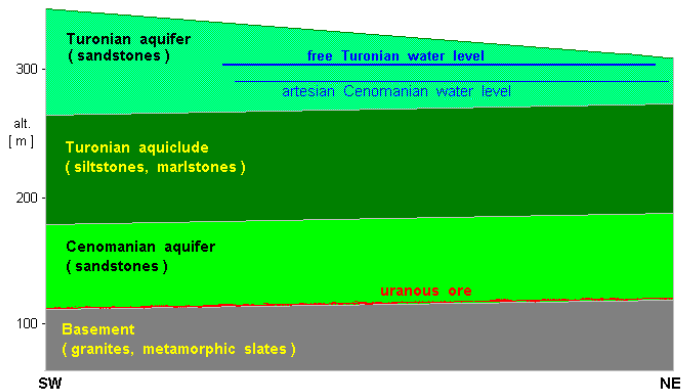 Turonian aquifer
( sandstones )
free Turonian water level
300
artesian Cenomanian water level
alt.
[ m ]
Turonian aquiclude
( siltstones, marlstones )
200
Cenomanian aquifer
( sandstones )
uranous ore
100
Basement
( granites, metamorphic slates )
SW
NE